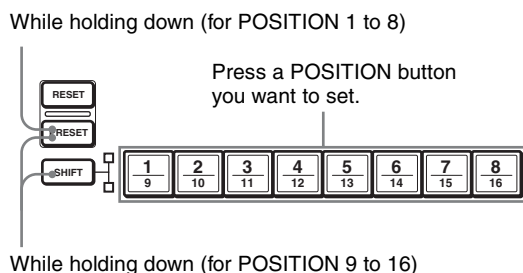 While holding down (for POSITION 1 to 8)
Press a POSITION button
you want to set.
RESET
RESET
SHIFT
1 2 3 4 5 6 7 8
9 10 11 12 13 14 15 16
While holding down (for POSITION 9 to 16)